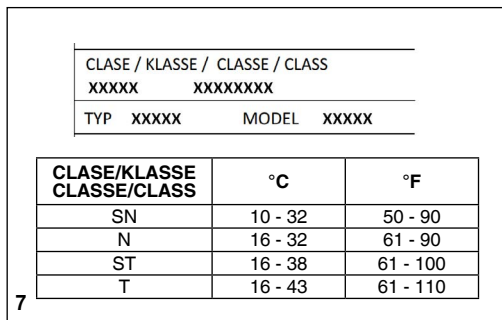 CLASE / KLASSE / CLASSE / CLASS
XXXXX XXXXXXXX
TYP XXXXX MODEL XXXXX
CLASE/KLASSE
CLASSE/CLASS °C °F
SN 10 - 32 50 - 90
N 16 - 32 61 - 90
ST 16 - 38 61 - 100
T 16 - 43 61 - 110
7